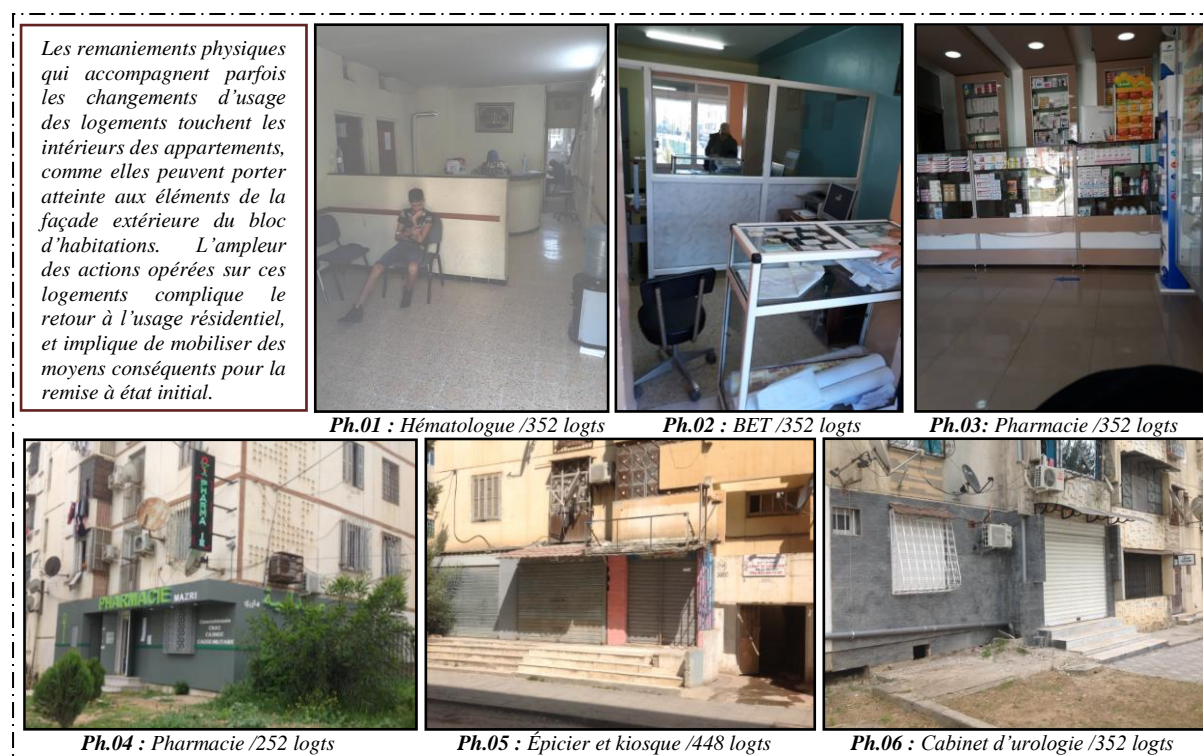 Les remaniements physiques
qui accompagnent parfois
les changements d’usage
des logements touchent les
intérieurs des appartements,
comme elles peuvent porter
atteinte aux éléments de la
façade extérieure du bloc
d’habitations. L’ampleur
des actions opérées sur ces
logements complique le
retour à l’usage résidentiel,
et implique de mobiliser des
moyens conséquents pour la
remise à état initial.
Ph.01 : Hématologue /352 logts
Ph.02 : BET /352 logts
Ph.03: Pharmacie /352 logts
PHARMACIE MAZRI
Ph.04 : Pharmacie /252 logts
Ph.05 : Épicier et kiosque /448 logts
Ph.06 : Cabinet d’urologie /352 logts